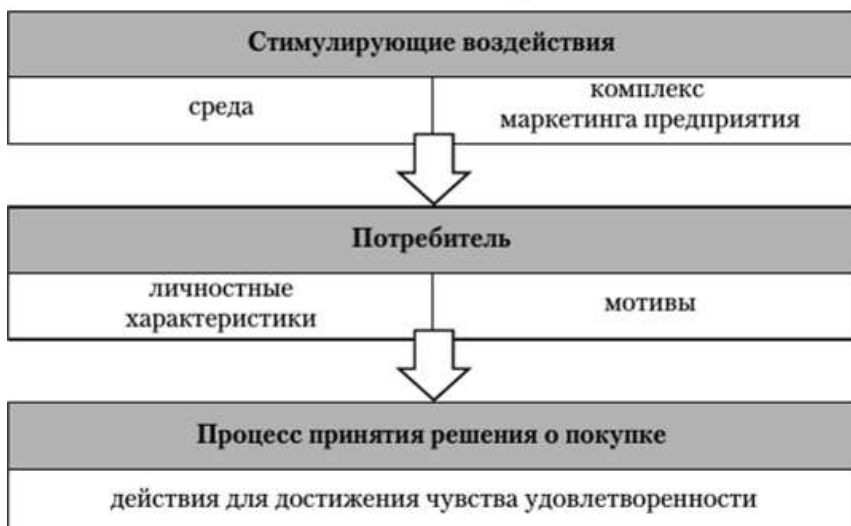 Стимулирующие воздействия
среда
комплекс
маркетинга предприятия
Потребитель
личностные
характеристики
мотивы
Процесс принятия решения о покупке
действия для достижения чувства удовлетворенности